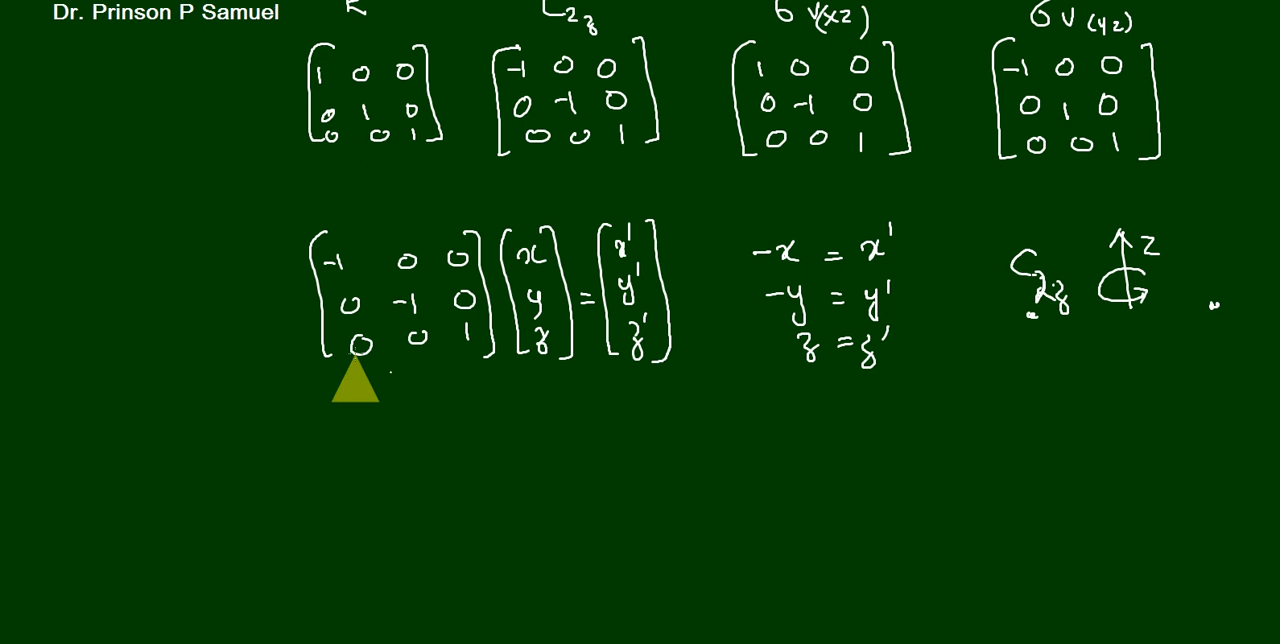 Dr. Prinson P Samuel
E C2z σv(xz) σv(yz)
[1 0 0] [-1 0 0] [1 0 0] [-1 0 0]
[0 1 0] [0 -1 0] [0 -1 0] [0 1 0]
[0 0 1] [0 0 1] [0 0 1] [0 0 1]
[-1 0 0] [x] [x'] -x = x' C2z z
[0 -1 0] [y] = [y'] -y = y'
[0 0 1] [z] [z'] z = z'